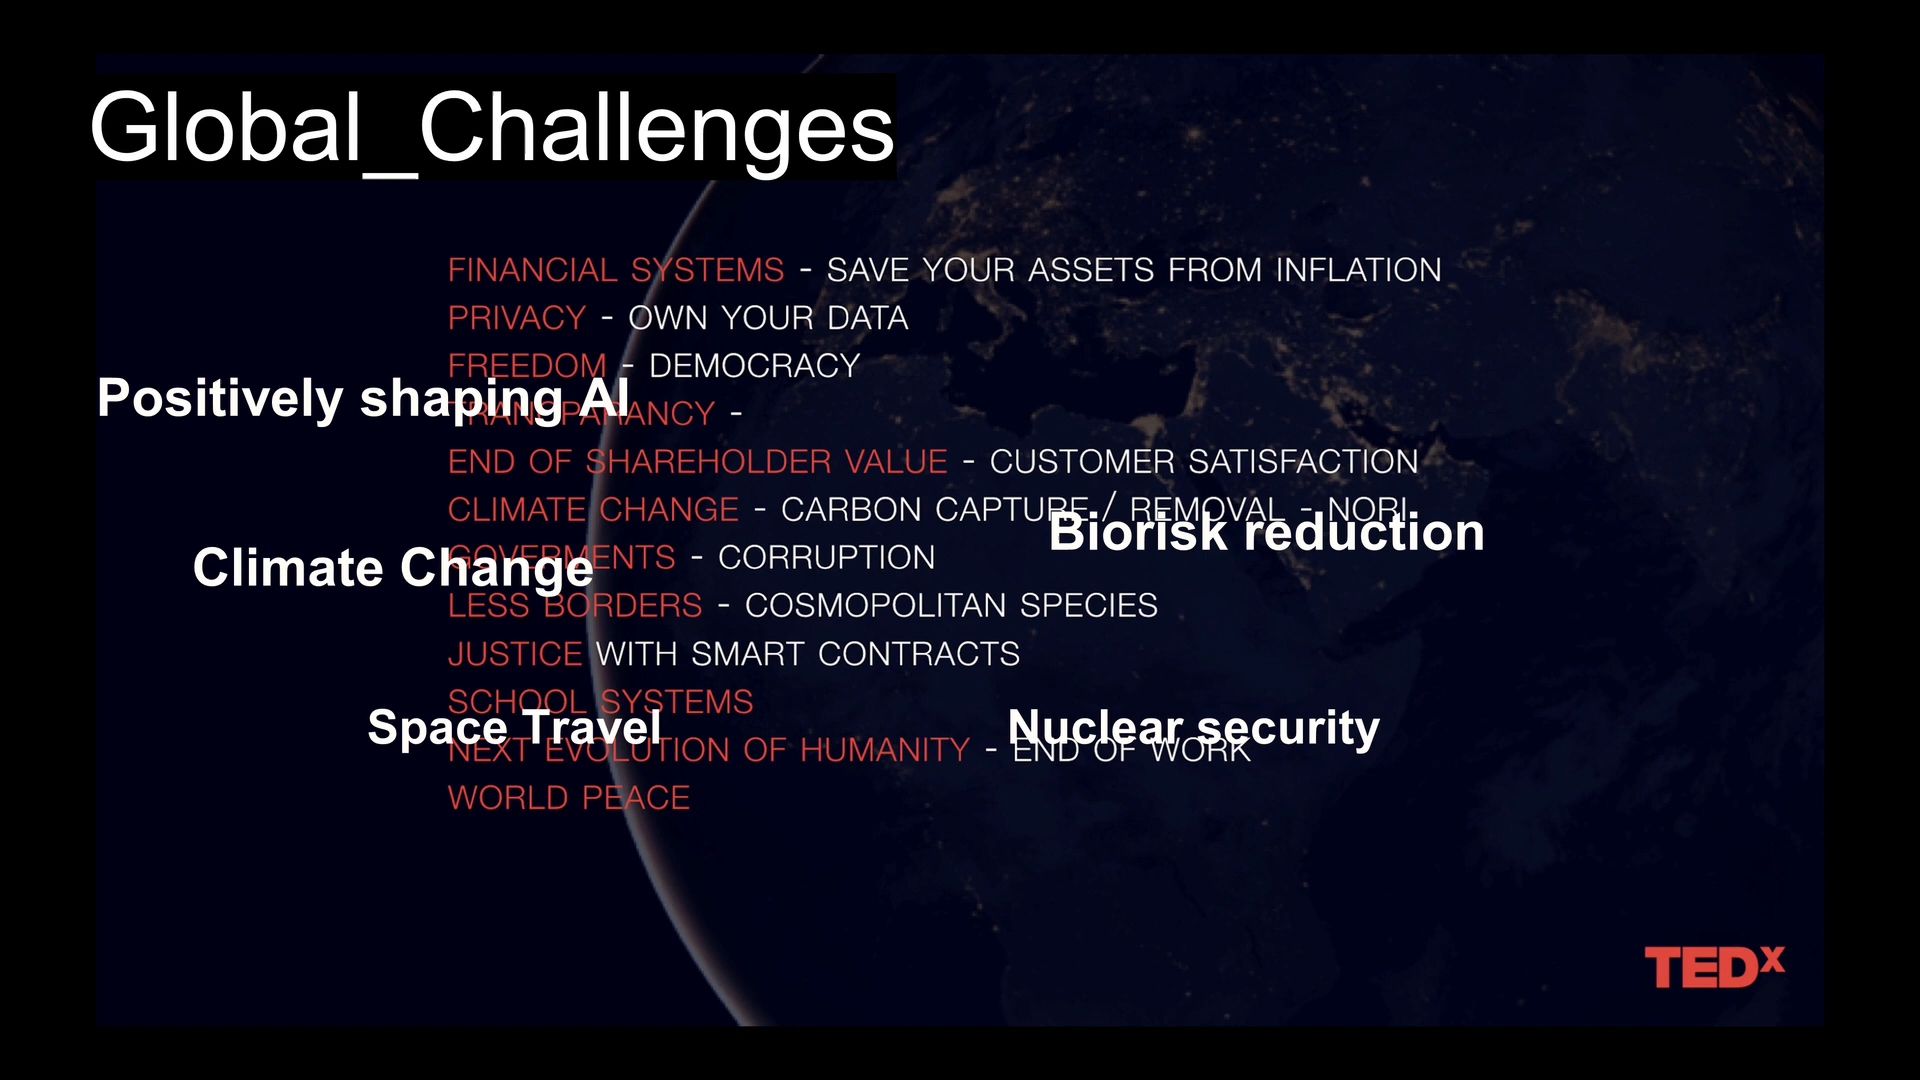 Global_Challenges
FINANCIAL SYSTEMS - SAVE YOUR ASSETS FROM INFLATION
PRIVACY - OWN YOUR DATA
FREEDOM - DEMOCRACY
Positively shaping AI
TRANSPARANCY -
END OF SHAREHOLDER VALUE - CUSTOMER SATISFACTION
CLIMATE CHANGE - CARBON CAPTURE / REMOVAL - NORI
Biorisk reduction
GOVERMENTS - CORRUPTION
Climate Change
LESS BORDERS - COSMOPOLITAN SPECIES
JUSTICE WITH SMART CONTRACTS
SCHOOL SYSTEMS
Space Travel
Nuclear security
NEXT EVOLUTION OF HUMANITY - END OF WORK
WORLD PEACE
TEDx